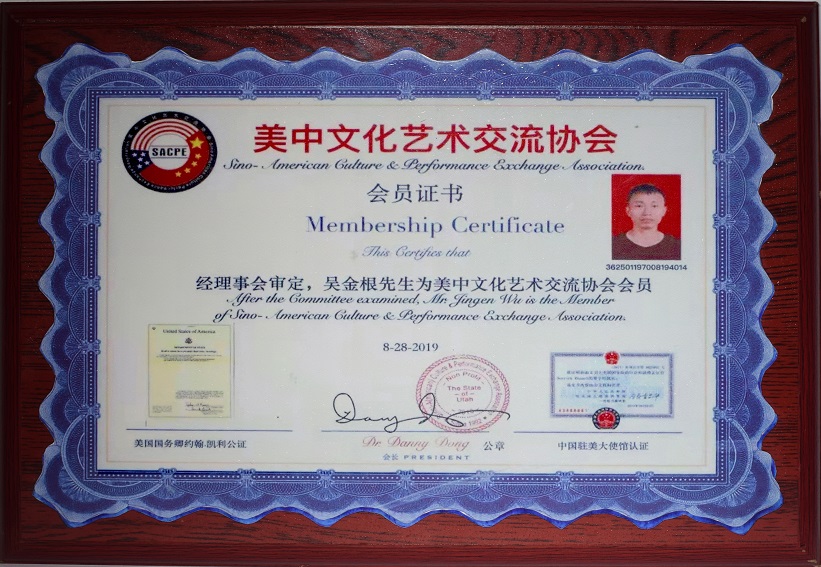 SACPE
美中文化艺术交流协会
Sino- American Culture & Performance Exchange Association.
会员证书
Membership Certificate
This Certifies that
362501197008194014
经理事会审定，吴金根先生为美中文化艺术交流协会会员
After the Committee examined, Mr Jingen Wu is the Member
of Sino- American Culture & Performance Exchange Association.
8-28-2019
United States of America
Non Profit
The State
of
Utah
美国国务卿约翰.凯利公证
Dr. Danny Dong 公章
会长 PRESIDENT
中国驻美大使馆认证